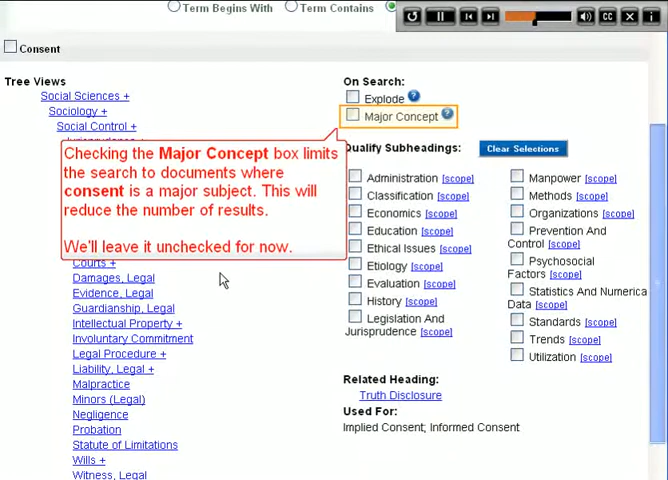 Term Begins With
Term Contains
CC
Consent
Tree Views
Social Sciences +
Sociology +
Social Control +
Checking the Major Concept box limits
the search to documents where
consent is a major subject. This will
reduce the number of results.
We'll leave it unchecked for now.
Courts +
Damages, Legal
Evidence, Legal
Guardianship, Legal
Intellectual Property +
Involuntary Commitment
Legal Procedure +
Liability, Legal +
Malpractice
Minors (Legal)
Negligence
Probation
Statute of Limitations
Wills +
Witness, Legal
On Search:
Explode ?
Major Concept ?
Qualify Subheadings:
Clear Selections
Administration [scope]
Classification [scope]
Economics [scope]
Education [scope]
Ethical Issues [scope]
Etiology [scope]
Evaluation [scope]
History [scope]
Legislation And
Jurisprudence [scope]
Manpower [scope]
Methods [scope]
Organizations [scope]
Prevention And
Control [scope]
Psychosocial
Factors [scope]
Statistics And Numerica
Data [scope]
Standards [scope]
Trends [scope]
Utilization [scope]
Related Heading:
Truth Disclosure
Used For:
Implied Consent; Informed Consent